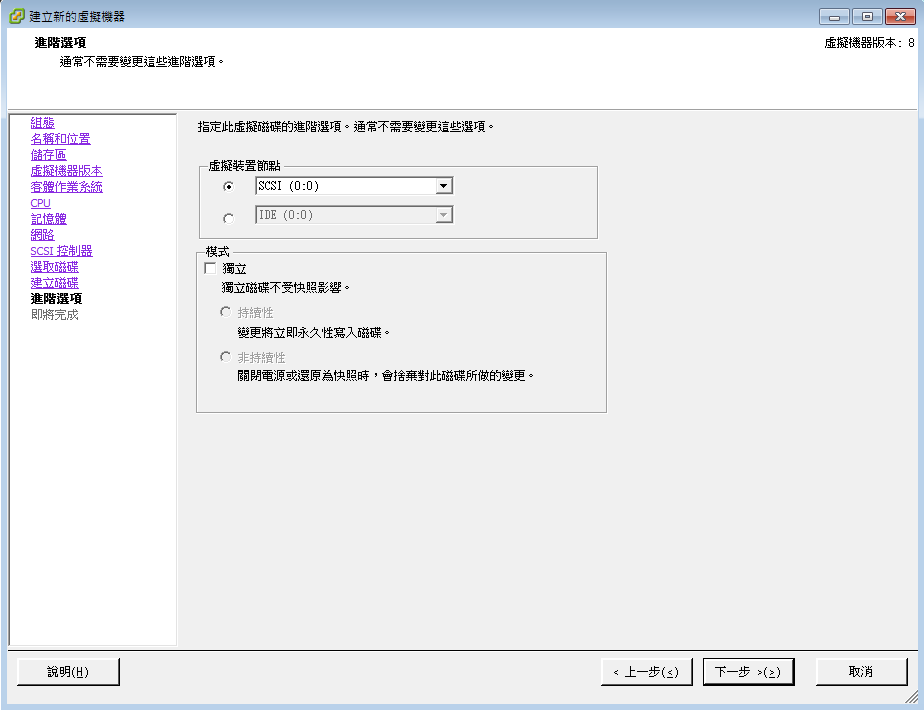 建立新的虛擬機器
進階選項
虛擬機器版本: 8
通常不需要變更這些進階選項。
組態
名稱和位置
儲存區
虛擬機器版本
客體作業系統
CPU
記憶體
網路
SCSI 控制器
選取磁碟
建立磁碟
進階選項
即將完成
指定此虛擬磁碟的進階選項。通常不需要變更這些選項。
虛擬裝置節點
SCSI (0:0)
IDE (0:0)
模式
獨立
獨立磁碟不受快照影響。
持續性
變更將立即永久性寫入磁碟。
非持續性
關閉電源或還原為快照時，會捨棄對此磁碟所做的變更。
說明(H)
< 上一步(<)
下一步 >(>)
取消